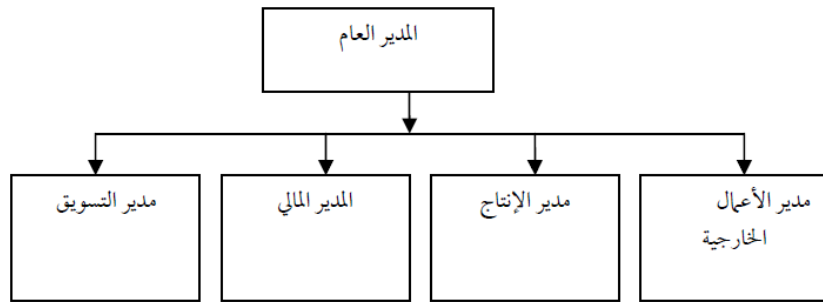 المدير العام
مدير الأعمال
الخارجية
مدير الإنتاج
المدير المالي
مدير التسويق